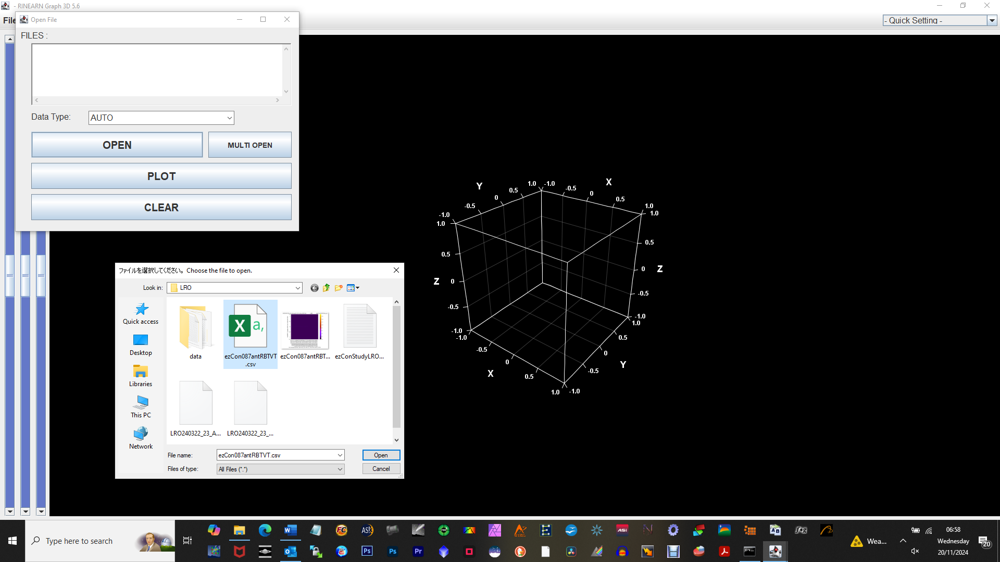 - RINEARN Graph 3D 5.6
File
- Quick Setting -
Open File
FILES :
Data Type:
AUTO
OPEN
MULTI OPEN
PLOT
CLEAR
Y
X
1.0
-1.0
0.5
-0.5
0
0
-0.5
0.5
-1.0
1.0
1.0
1.0
0.5
0.5
Z
0
0
Z
-0.5
-0.5
-1.0
-1.0
-1.0
1.0
-0.5
0.5
0
0
X
Y
0.5
-0.5
1.0
-1.0
ファイルを選択してください。Choose the file to open.
Look in:
LRO
Quick access
Desktop
Libraries
This PC
Network
data
ezCon087antRBTVT
.csv
ezCon087antRBT...
ezConStudyLRO...
LRO240322_23_A...
LRO240322_23_...
File name:
ezCon087antRBTVT.csv
Open
Files of type:
All Files (*.*)
Cancel
Type here to search
Wea...
06:58
Wednesday
20/11/2024
20